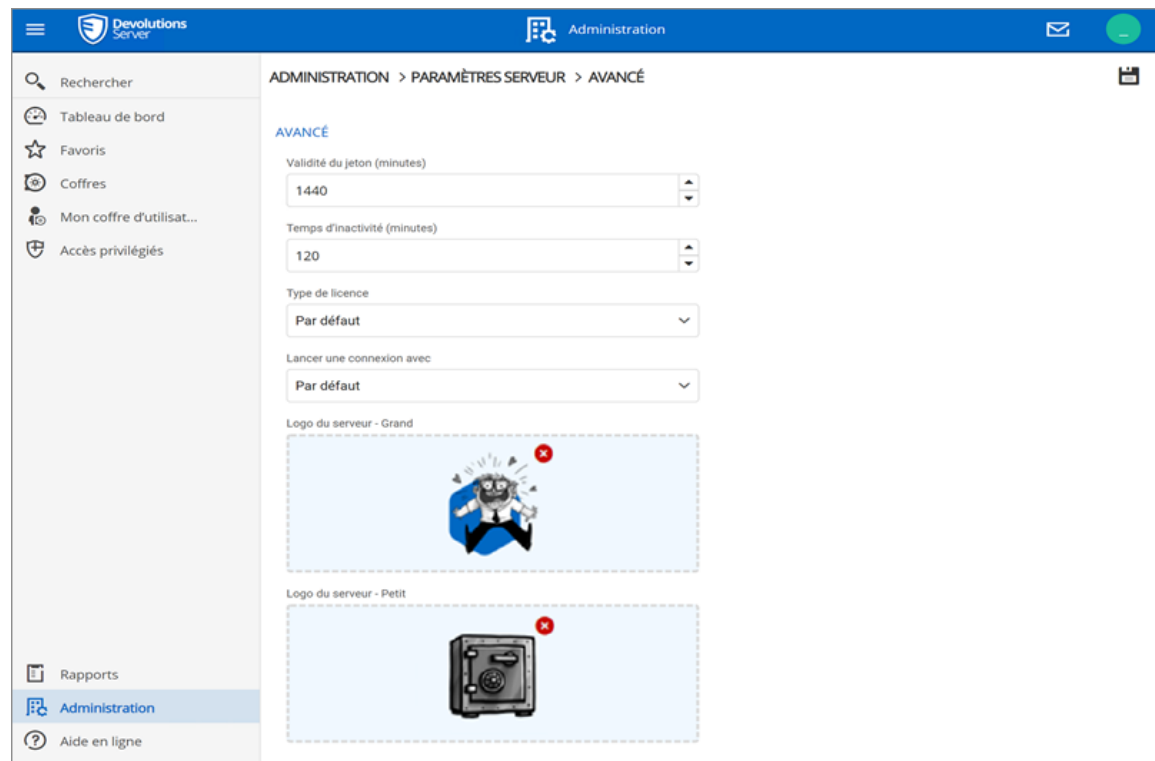 Devolutions
Server
Administration
Rechercher
Tableau de bord
Favoris
Coffres
Mon coffre d'utilisat...
Accès privilégiés
Rapports
Administration
Aide en ligne
ADMINISTRATION > PARAMÈTRES SERVEUR > AVANCÉ
AVANCÉ
Validité du jeton (minutes)
1440
Temps d'inactivité (minutes)
120
Type de licence
Par défaut
Lancer une connexion avec
Par défaut
Logo du serveur - Grand
Logo du serveur - Petit